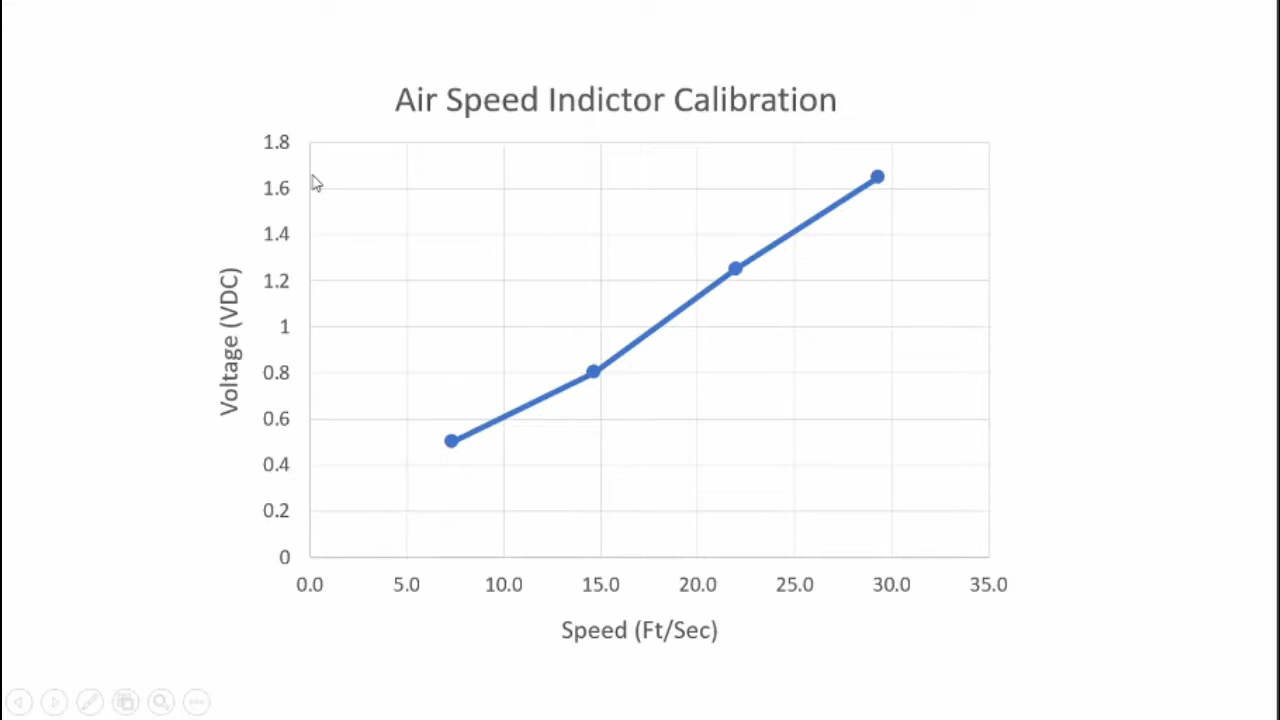 Air Speed Indictor Calibration
1.8
1.6
1.4
1.2
1
0.8
0.6
0.4
0.2
0
Voltage (VDC)
0.0 5.0 10.0 15.0 20.0 25.0 30.0 35.0
Speed (Ft/Sec)